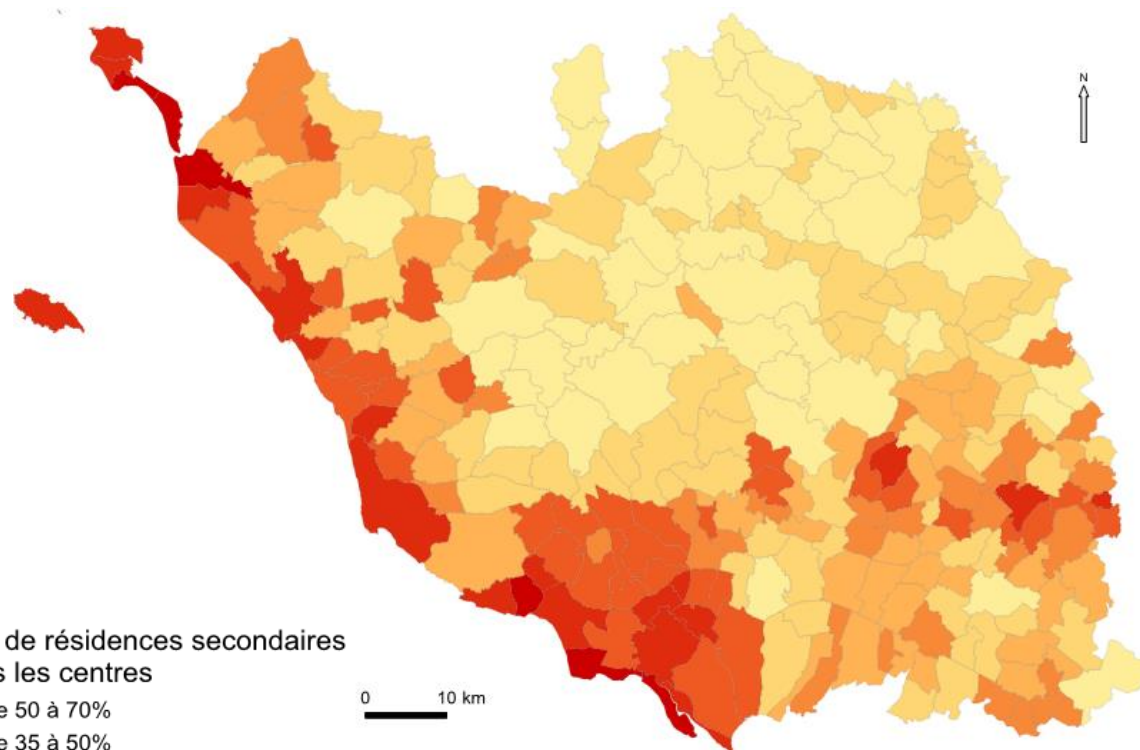 N
de résidences secondaires
les centres
0 10 km
50 à 70%
35 à 50%